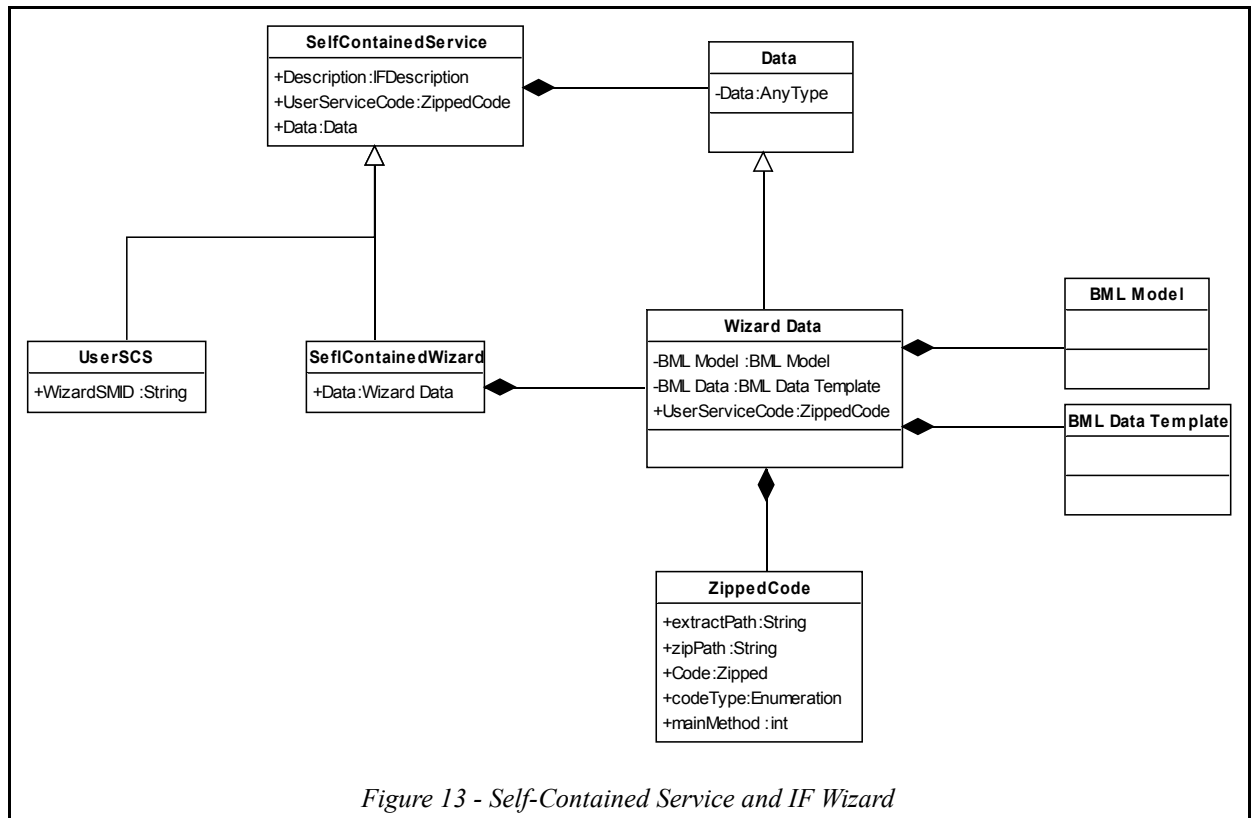 SelfContainedService
+Description:IFDescription
+UserServiceCode:ZippedCode
+Data:Data
Data
-Data:AnyType
UserSCS
+WizardSMID :String
SeflContainedWizard
+Data:Wizard Data
Wizard Data
-BML Model :BML Model
-BML Data :BML Data Template
+UserServiceCode:ZippedCode
BML Model
BML Data Template
ZippedCode
+extractPath:String
+zipPath:String
+Code:Zipped
+codeType:Enumeration
+mainMethod :int
Figure 13 - Self-Contained Service and IF Wizard